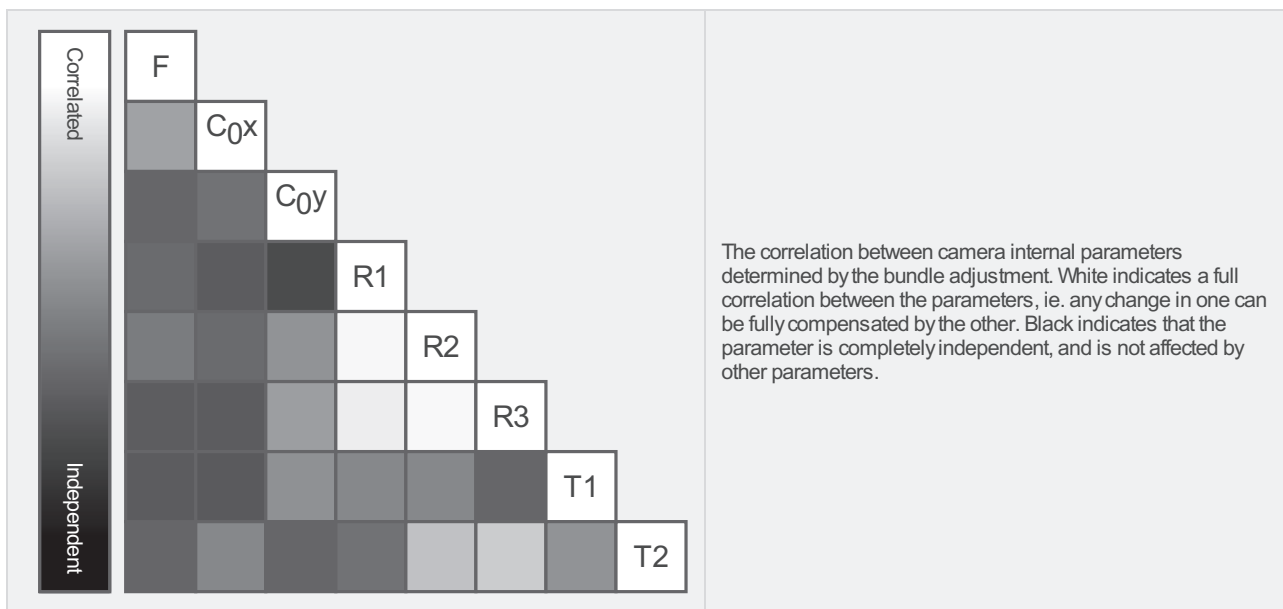 Correlated
Independent
F
C0x
C0y
R1
R2
R3
T1
T2
The correlation between camera internal parameters
determined by the bundle adjustment. White indicates a full
correlation between the parameters, ie. any change in one can
be fully compensated by the other. Black indicates that the
parameter is completely independent, and is not affected by
other parameters.